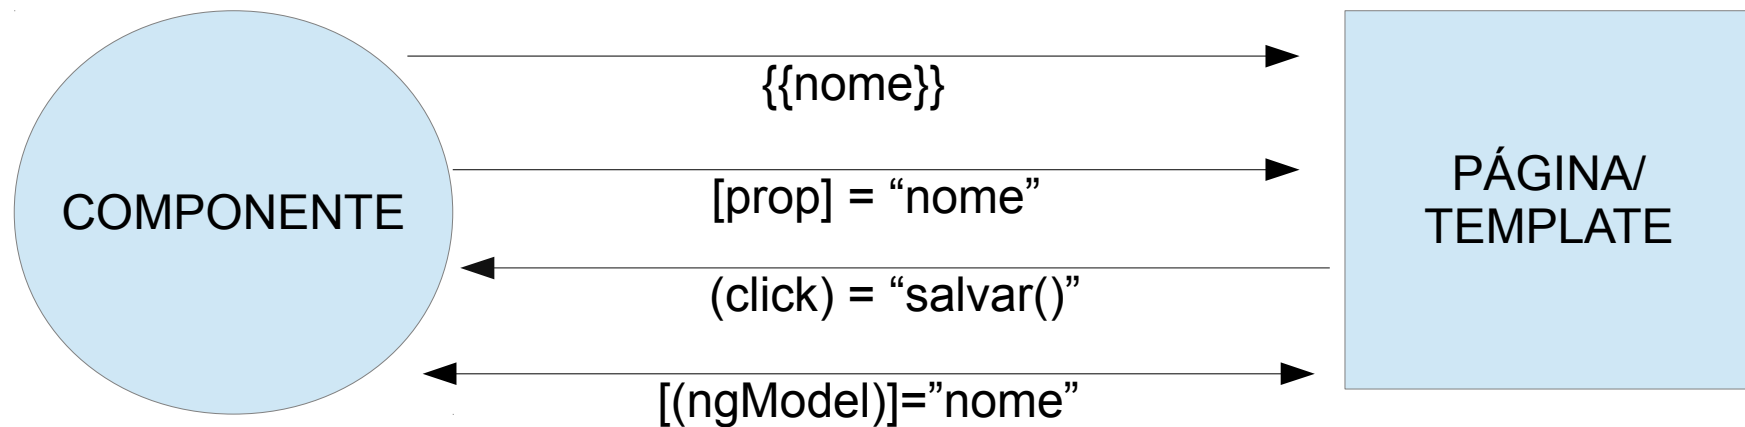 COMPONENTE
{{nome}}
[prop] = “nome”
(click) = “salvar()”
[(ngModel)]=”nome”
PÁGINA/
TEMPLATE